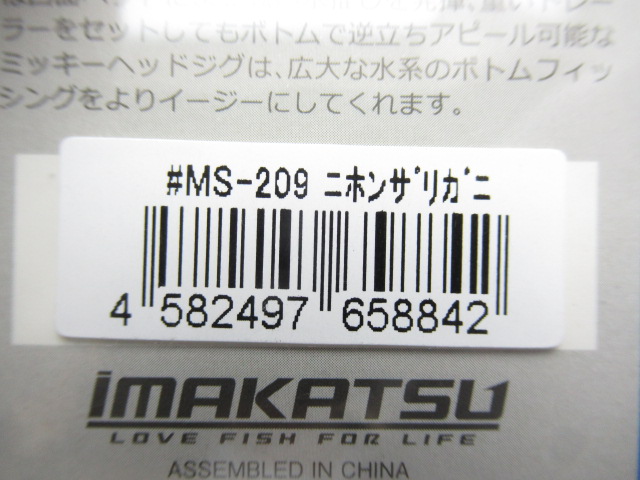 ラーをセットしてもボトムで逆立ちアピール可能な
ミッキーヘッドジグは、広大な水系のボトムフィッ
シングをよりイージーにしてくれます。
#MS-209 ﾆﾎﾝｻﾞﾘｶﾞﾆ
4 582497 658842
imakatsu
LOVE FISH FOR LIFE
ASSEMBLED IN CHINA